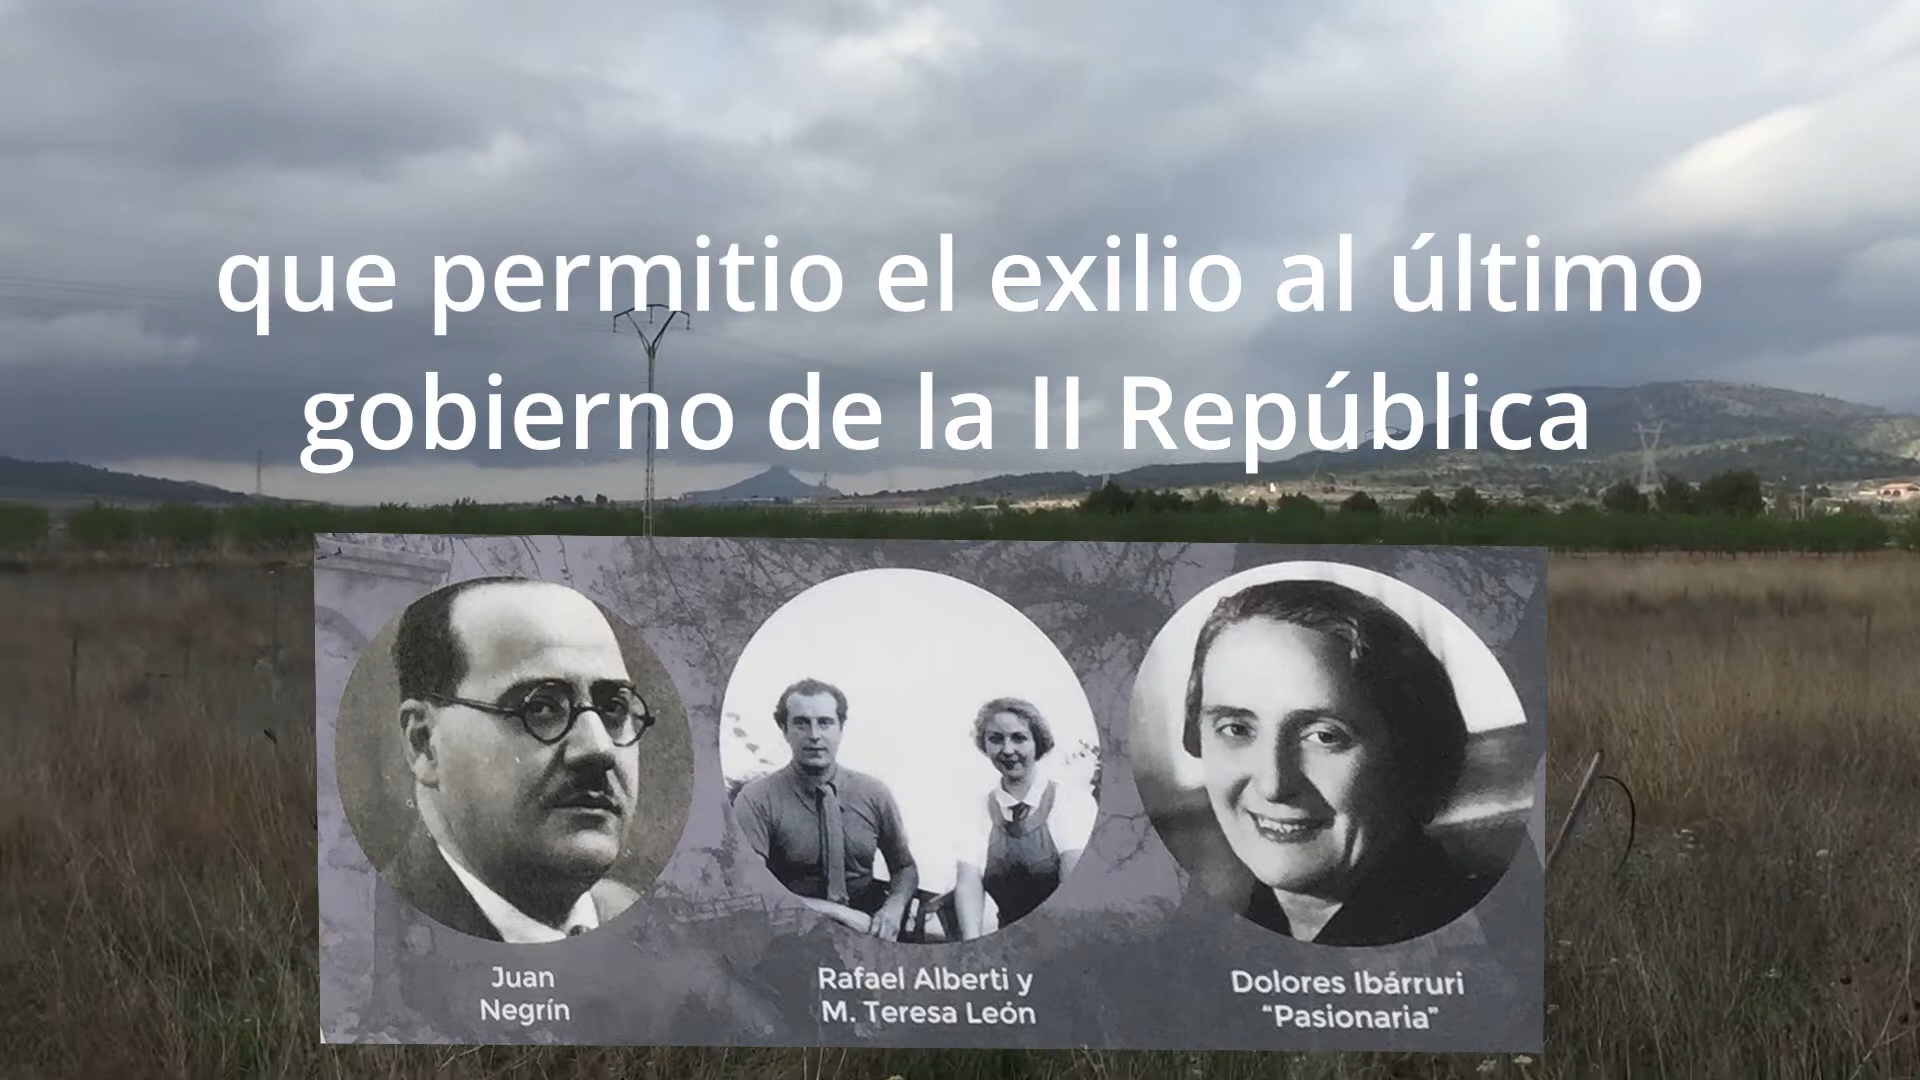 que permitio el exilio al último
gobierno de la II República
Juan
Negrín
Rafael Alberti y
M. Teresa León
Dolores Ibárruri
“Pasionaria”